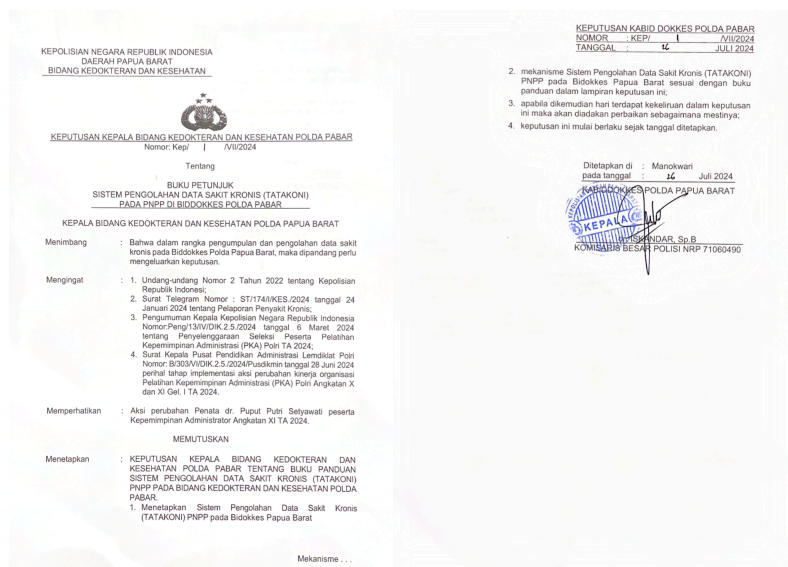 KEPOLISIAN NEGARA REPUBLIK INDONESIA
DAERAH PAPUA BARAT
BIDANG KEDOKTERAN DAN KESEHATAN
KEPUTUSAN KEPALA BIDANG KEDOKTERAN DAN KESEHATAN POLDA PABAR
Nomor: Kep/ 1 /VII/2024
Tentang
BUKU PETUNJUK
SISTEM PENGOLAHAN DATA SAKIT KRONIS (TATAKONI)
PADA PNPP DI BIDDOKKES POLDA PABAR
KEPALA BIDANG KEDOKTERAN DAN KESEHATAN POLDA PAPUA BARAT
Menimbang : Bahwa dalam rangka pengumpulan dan pengolahan data sakit
kronis pada Biddokkes Polda Papua Barat, maka dipandang perlu
mengeluarkan keputusan.
Mengingat : 1. Undang-undang Nomor 2 Tahun 2022 tentang Kepolisian
Republik Indonesi;
2. Surat Telegram Nomor : ST/174/I/KES./2024 tanggal 24
Januari 2024 tentang Pelaporan Penyakit Kronis;
3. Pengumuman Kepala Kepolisian Negara Republik Indonesia
Nomor:Peng/13/IV/DIK.2.5./2024 tanggal 6 Maret 2024
tentang Penyelenggaraan Seleksi Peserta Pelatihan
Kepemimpinan Administrasi (PKA) Polri TA 2024;
4. Surat Kepala Pusat Pendidikan Administrasi Lemdiklat Polri
Nomor: B/303/VI/DIK.2.5./2024/Pusdikmin tanggal 28 Juni 2024
perihal tahap implementasi aksi perubahan kinerja organisasi
Pelatihan Kepemimpinan Administrasi (PKA) Polri Angkatan X
dan XI Gel. I TA 2024.
Memperhatikan : Aksi perubahan Penata dr. Puput Putri Setyawati peserta
Kepemimpinan Administrator Angkatan XI TA 2024.
MEMUTUSKAN
Menetapkan : KEPUTUSAN KEPALA BIDANG KEDOKTERAN DAN
KESEHATAN POLDA PABAR TENTANG BUKU PANDUAN
SISTEM PENGOLAHAN DATA SAKIT KRONIS (TATAKONI)
PNPP PADA BIDANG KEDOKTERAN DAN KESEHATAN POLDA
PABAR.
1. Menetapkan Sistem Pengolahan Data Sakit Kronis
(TATAKONI) PNPP pada Bidokkes Papua Barat
Mekanisme . . .
KEPUTUSAN KABID DOKKES POLDA PABAR
NOMOR : KEP/ 1 /VII/2024
TANGGAL : 26 JULI 2024
2. mekanisme Sistem Pengolahan Data Sakit Kronis (TATAKONI)
PNPP pada Bidokkes Papua Barat sesuai dengan buku
panduan dalam lampiran keputusan ini;
3. apabila dikemudian hari terdapat kekeliruan dalam keputusan
ini maka akan diadakan perbaikan sebagaimana mestinya;
4. keputusan ini mulai berlaku sejak tanggal ditetapkan.
Ditetapkan di : Manokwari
pada tanggal : 26 Juli 2024
KABIDDOKKES POLDA PAPUA BARAT
KEPALA
ISKANDAR, Sp.B
KOMISARIS BESAR POLISI NRP 71060490